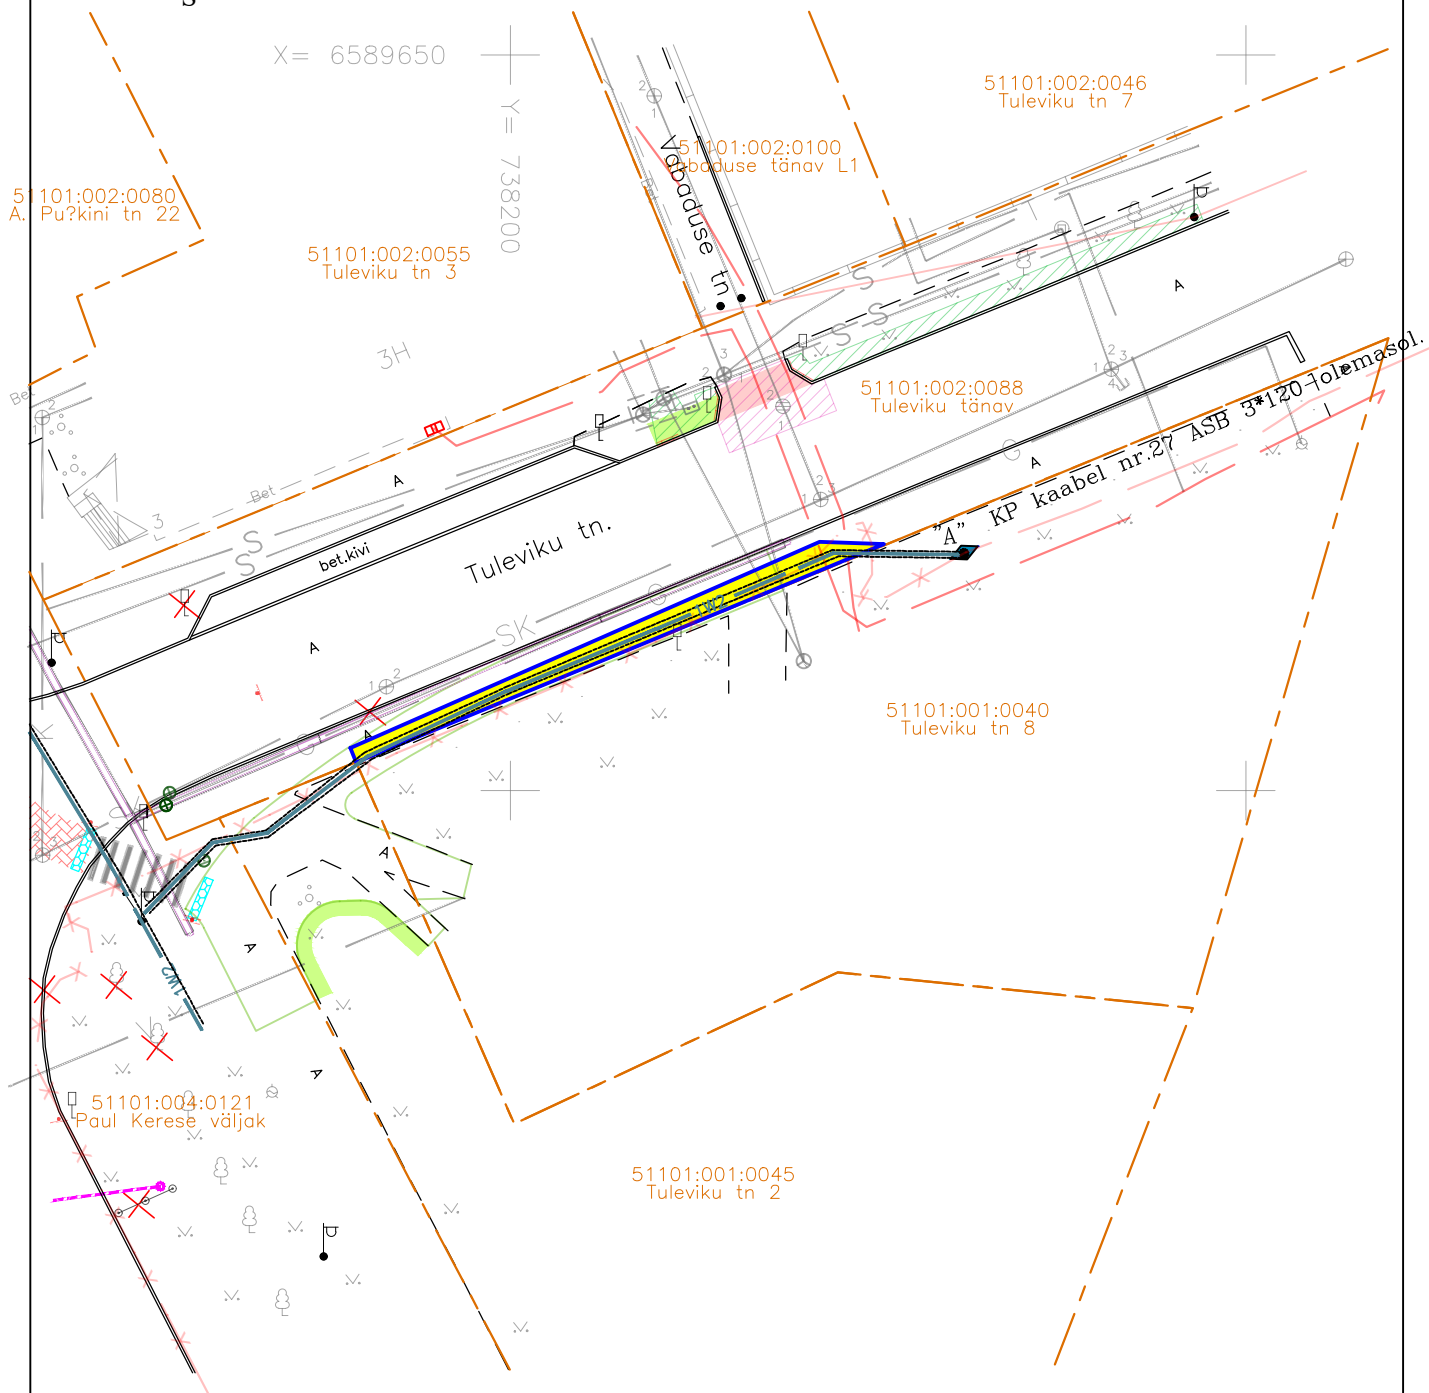 S
X= 6589650
Y= 738200
51101:002:0046
Tuleviku tn 7
51101:002:0100
Vabaduse tänav L1
Vabaduse tn
51101:002:0080
A. Pu?kini tn 22
51101:002:0055
Tuleviku tn 3
3H
Bet
Bet
Bet
51101:002:0088
Tuleviku tänav
"A" KP kaabel nr.27 ASB 3*120-olemasol.
S
S
S
S
S
A
A
A
A
A
A
A
A
bet.kivi
Tuleviku tn.
SK
G
G
G
1W2
1W2
51101:001:0040
Tuleviku tn 8
51101:004:0121
Paul Kerese väljak
51101:001:0045
Tuleviku tn 2